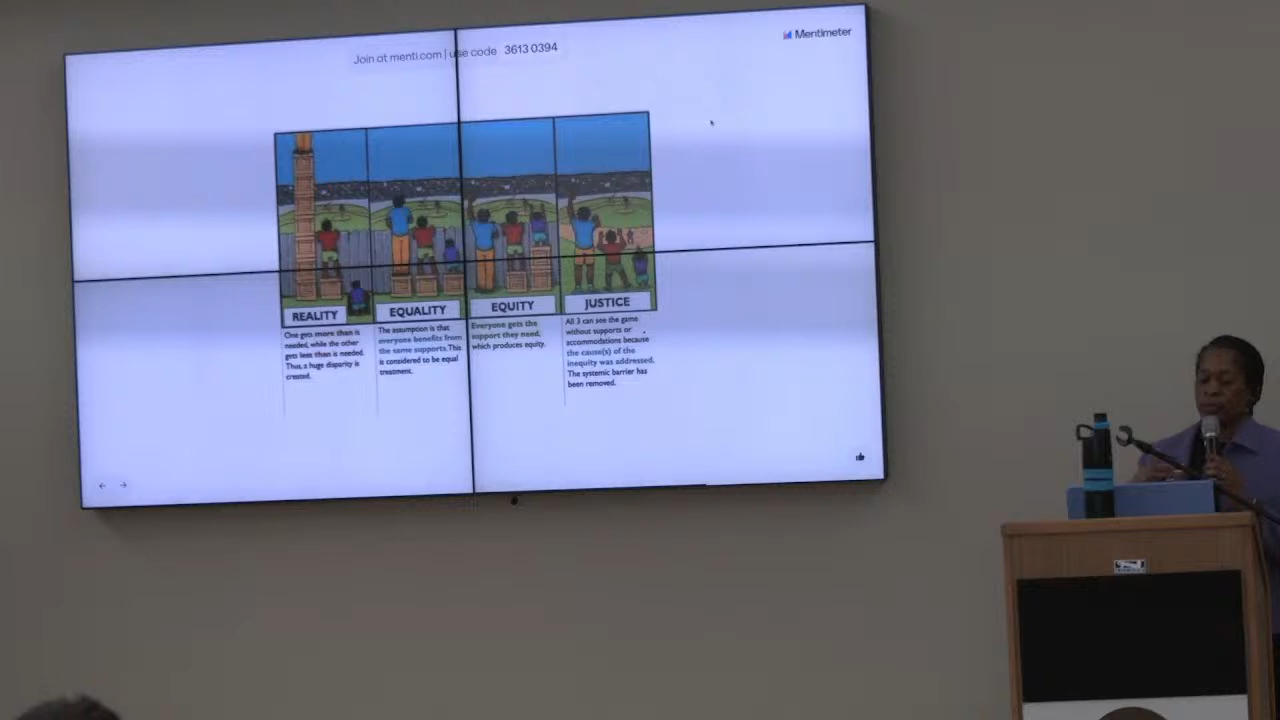 Join at menti.com | use code 3613 0394
Mentimeter
REALITY
One gets more than is
needed, while the other
gets less than is needed.
Thus, a huge disparity is
created.
EQUALITY
The assumption is that
everyone benefits from
the same supports. This
is considered to be equal
treatment.
EQUITY
Everyone gets the
support they need,
which produces equity.
JUSTICE
All 3 can see the game
without supports or
accommodations because
the cause(s) of the
inequity was addressed.
The systemic barrier has
been removed.